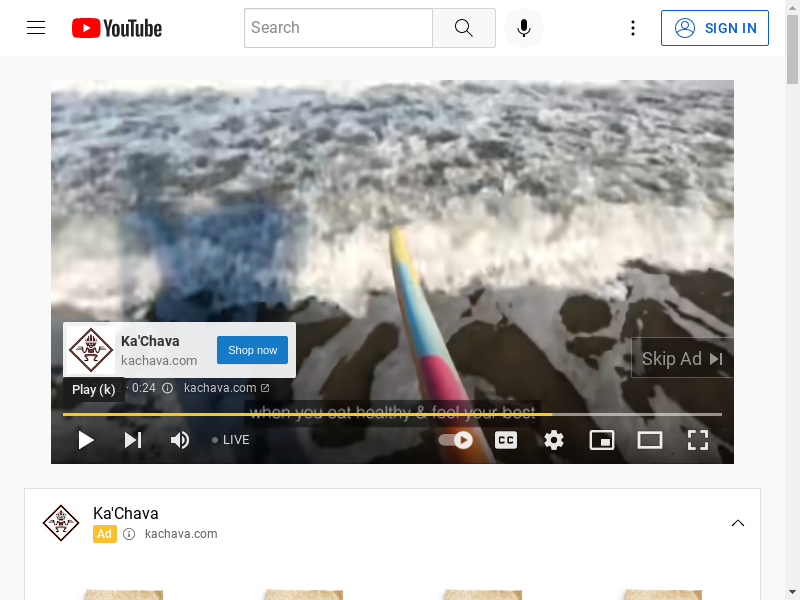 YouTube
Search
SIGN IN
Ka'Chava
kachava.com
Shop now
Skip Ad
Play (k)
· 0:24
kachava.com
when you eat healthy & feel your best
LIVE
CC
Ka'Chava
Ad
kachava.com